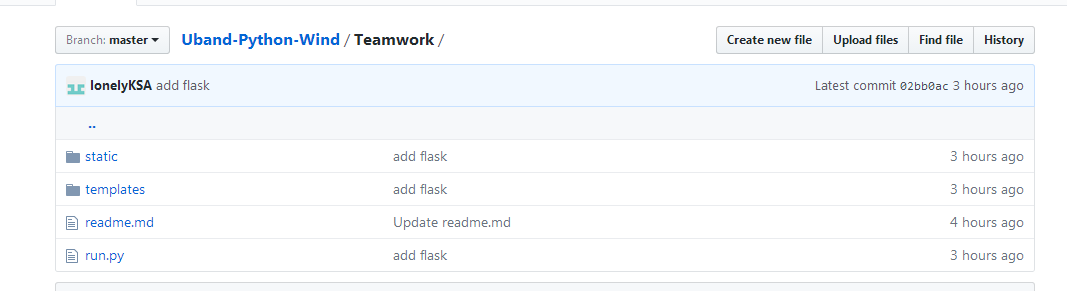 Branch: master Uband-Python-Wind / Teamwork / Create new file Upload files Find file History
lonelyKSA add flask Latest commit 02bb0ac 3 hours ago
..
static add flask 3 hours ago
templates add flask 3 hours ago
readme.md Update readme.md 4 hours ago
run.py add flask 3 hours ago